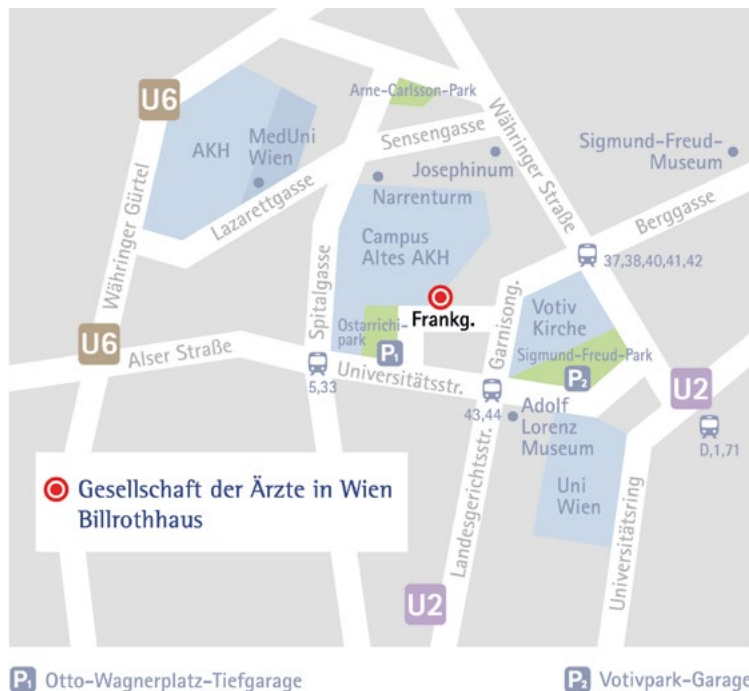 U6
Arne-Carlsson-Park
AKH
MedUni
Wien
Sensengasse
Währinger Straße
Sigmund-Freud-
Museum
Josephinum
Narrenturm
Lazarettgasse
Berggasse
Währinger Gürtel
Campus
Altes AKH
37,38,40,41,42
Spitalgasse
Garnisong.
Votiv
Kirche
Ostarrichi-
park
Frankg.
U6
Alser Straße
P1
Sigmund-Freud-Park
P2
5,33
Universitätsstr.
U2
43,44
Adolf
Lorenz
Museum
D,1,71
Gesellschaft der Ärzte in Wien
Billrothhaus
Landesgerichtsstr.
Uni
Wien
Universitätsring
U2
P1 Otto-Wagnerplatz-Tiefgarage
P2 Votivpark-Garage